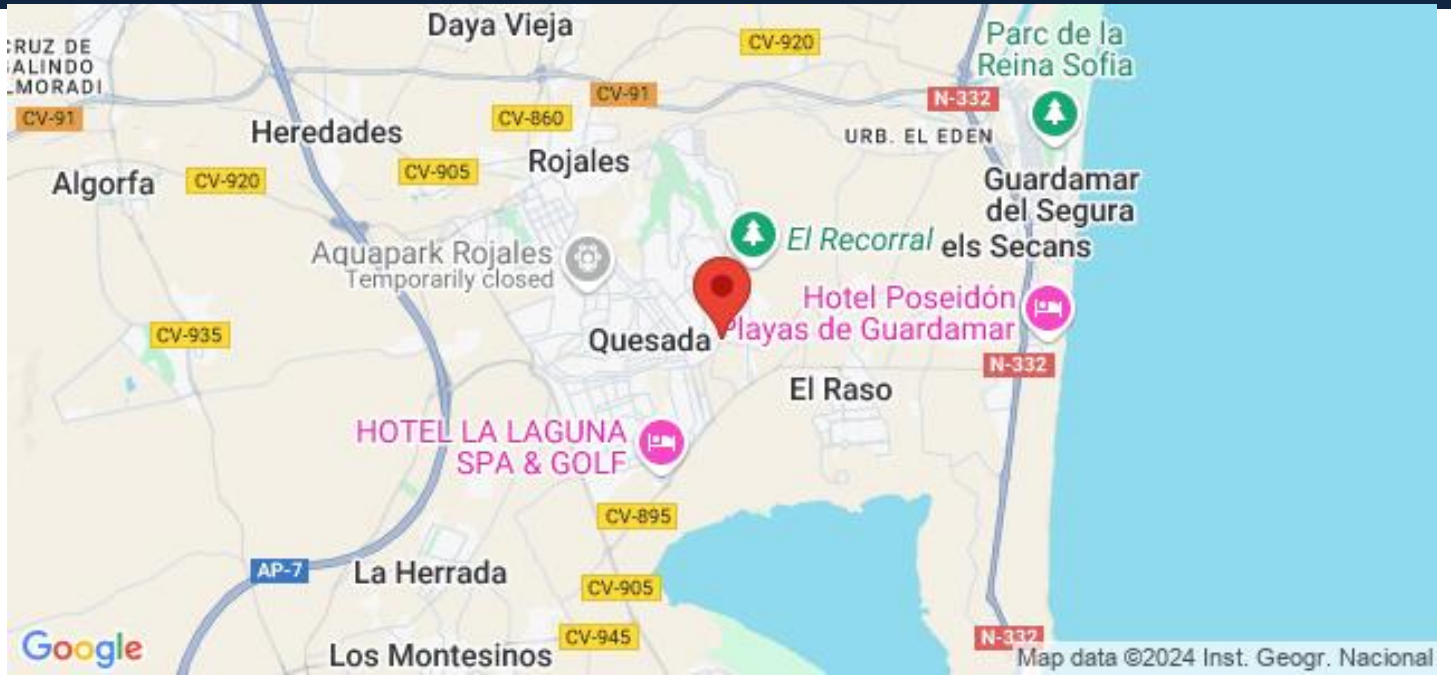 Daya Vieja
CV-920
Parc de la
Reina Sofia
CRUZ DE
GALINDO
LMORADI
CV-91
CV-91
N-332
CV-860
Heredades
URB. EL EDEN
Rojales
CV-905
Algorfa
CV-920
Guardamar
del Segura
El Recorral
els Secans
Aquapark Rojales
Temporarily closed
Hotel Poseidón
Playas de Guardamar
CV-935
Quesada
N-332
El Raso
HOTEL LA LAGUNA
SPA & GOLF
CV-895
AP-7
La Herrada
CV-905
CV-945
N-332
Google
Los Montesinos
Map data ©2024 Inst. Geogr. Nacional